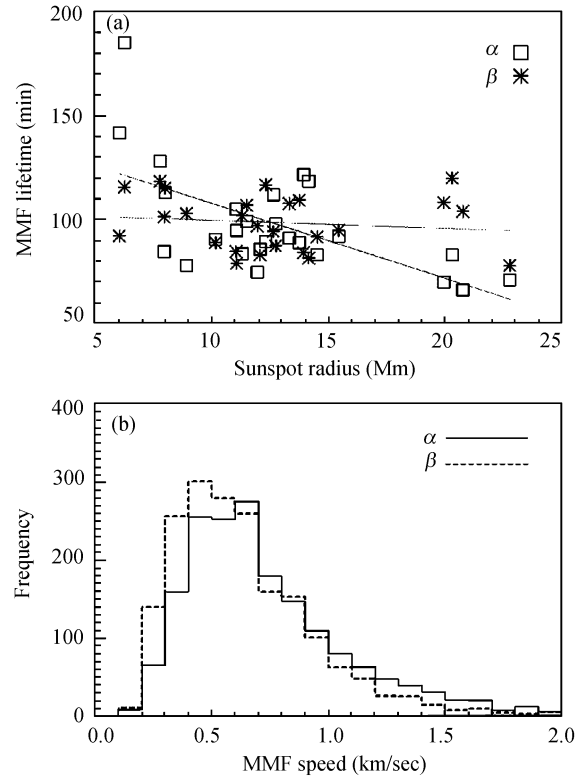 (a)
200
150
100
50
MMF lifetime (min)
α
β
5 10 15 20 25
Sunspot radius (Mm)
(b)
400
300
200
100
0
Frequency
α
β
0.0 0.5 1.0 1.5 2.0
MMF speed (km/sec)